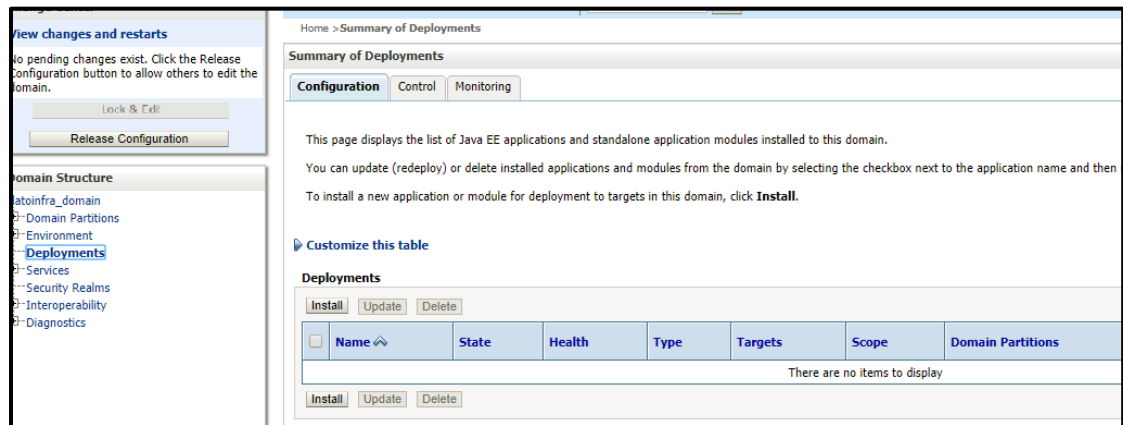 View changes and restarts
No pending changes exist. Click the Release
Configuration button to allow others to edit the
domain.
Lock & Edit
Release Configuration
Domain Structure
latoinfra_domain
Domain Partitions
Environment
Deployments
Services
Security Realms
Interoperability
Diagnostics
Home >Summary of Deployments
Summary of Deployments
Configuration Control Monitoring
This page displays the list of Java EE applications and standalone application modules installed to this domain.
You can update (redeploy) or delete installed applications and modules from the domain by selecting the checkbox next to the application name and then
To install a new application or module for deployment to targets in this domain, click Install.
Customize this table
Deployments
Install Update Delete
Name State Health Type Targets Scope Domain Partitions
There are no items to display
Install Update Delete